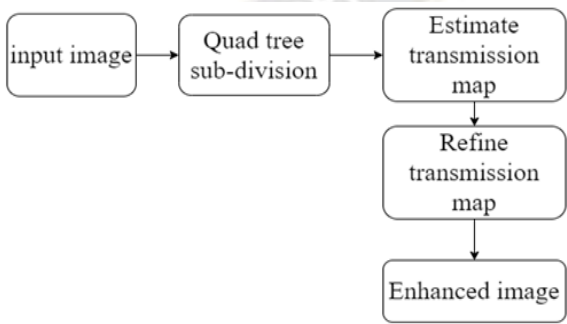 input image
Quad tree
sub-division
Estimate
transmission
map
Refine
transmission
map
Enhanced image